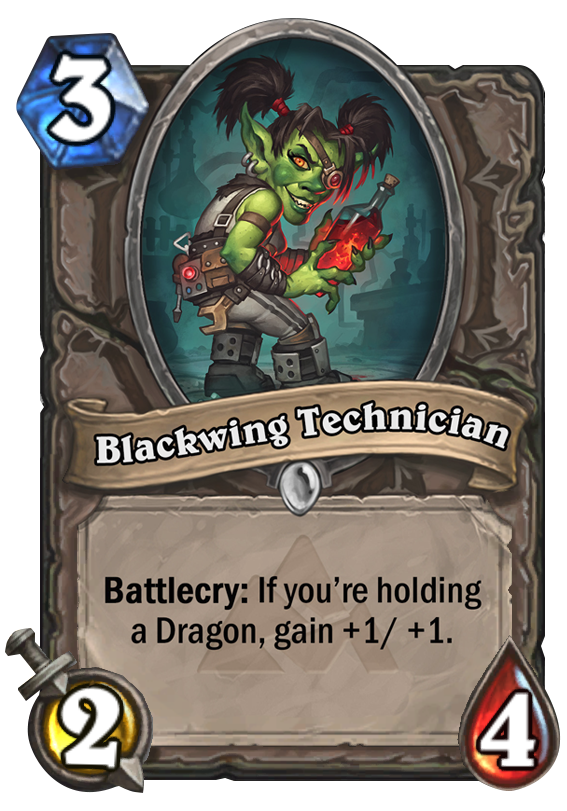 3
Blackwing Technician
Battlecry: If you're holding
a Dragon, gain +1/ +1.
2
4